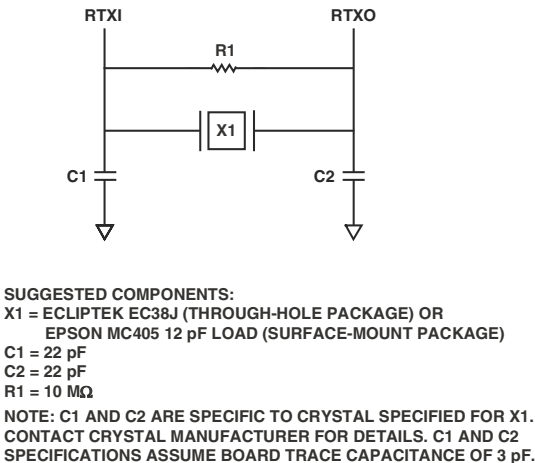 RTXI
RTXO
R1
X1
C1
C2
SUGGESTED COMPONENTS:
X1 = ECLIPTEK EC38J (THROUGH-HOLE PACKAGE) OR
EPSON MC405 12 pF LOAD (SURFACE-MOUNT PACKAGE)
C1 = 22 pF
C2 = 22 pF
R1 = 10 MΩ
NOTE: C1 AND C2 ARE SPECIFIC TO CRYSTAL SPECIFIED FOR X1.
CONTACT CRYSTAL MANUFACTURER FOR DETAILS. C1 AND C2
SPECIFICATIONS ASSUME BOARD TRACE CAPACITANCE OF 3 pF.